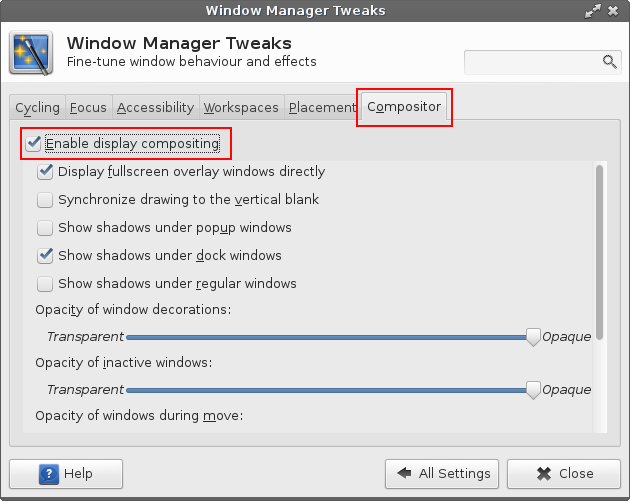 Window Manager Tweaks
Window Manager Tweaks
Fine-tune window behaviour and effects
Cycling Focus Accessibility Workspaces Placement Compositor
Enable display compositing
Display fullscreen overlay windows directly
Synchronize drawing to the vertical blank
Show shadows under popup windows
Show shadows under dock windows
Show shadows under regular windows
Opacity of window decorations:
Transparent Opaque
Opacity of inactive windows:
Transparent Opaque
Opacity of windows during move:
? Help All Settings Close